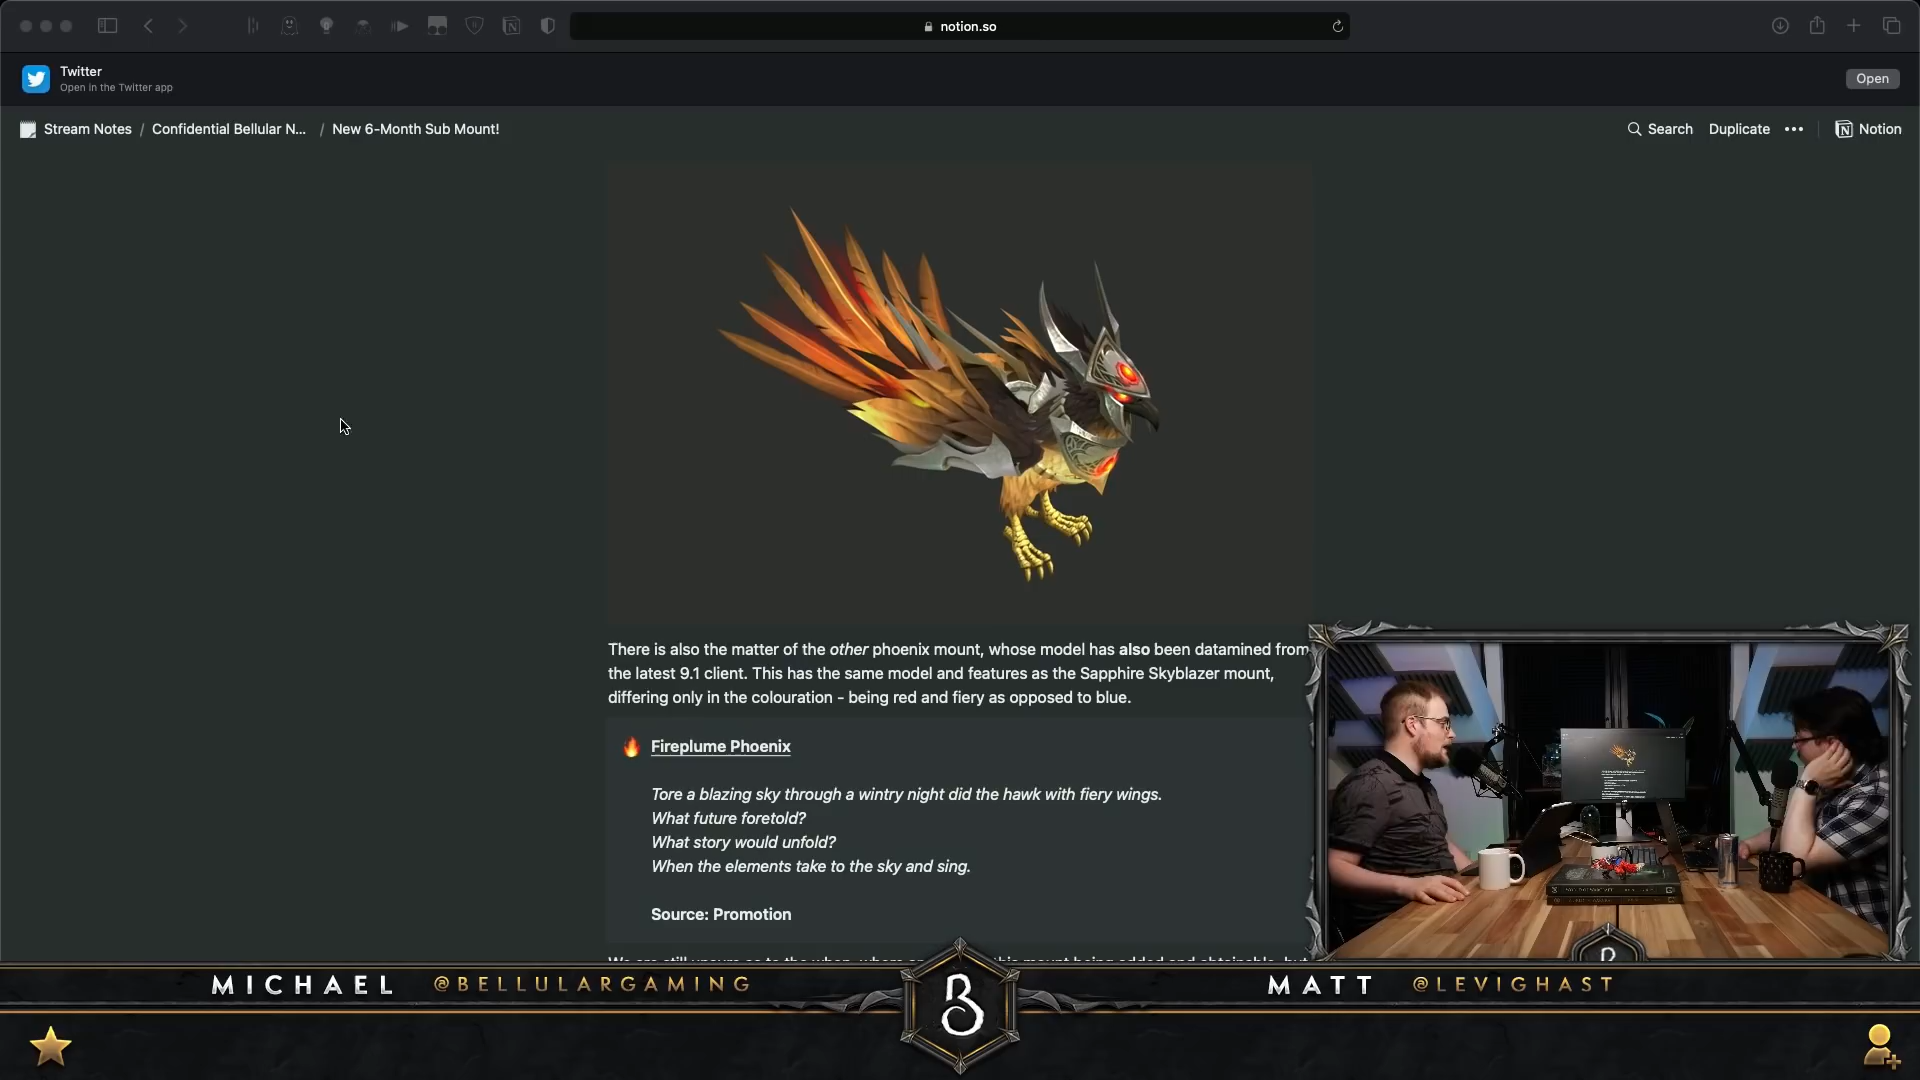 notion.so
Twitter
Open in the Twitter app
Open
Stream Notes / Confidential Bellular N... / New 6-Month Sub Mount!
Search Duplicate ••• Notion
There is also the matter of the other phoenix mount, whose model has also been datamined from
the latest 9.1 client. This has the same model and features as the Sapphire Skyblazer mount,
differing only in the colouration - being red and fiery as opposed to blue.
Fireplume Phoenix
Tore a blazing sky through a wintry night did the hawk with fiery wings.
What future foretold?
What story would unfold?
When the elements take to the sky and sing.
Source: Promotion
MICHAEL @BELLULARGAMING
B
MATT @LEVIGHAST